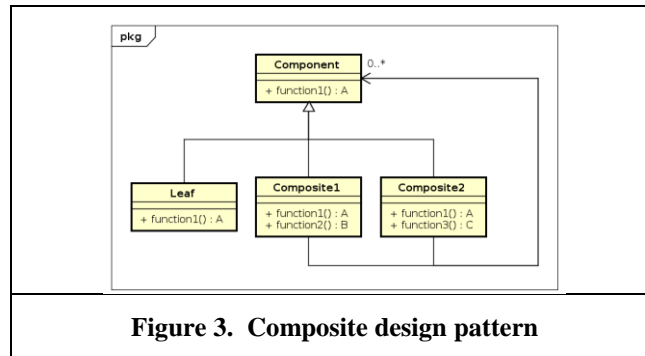 pkg
Component
0..*
+ function1() : A
Leaf
+ function1() : A
Composite1
+ function1() : A
+ function2() : B
Composite2
+ function1() : A
+ function3() : C
Figure 3. Composite design pattern